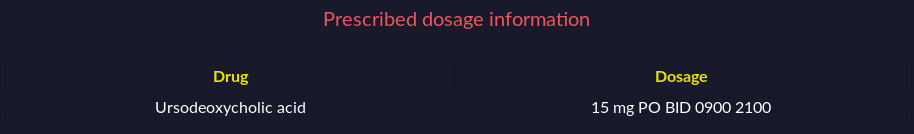 Prescribed dosage information
Drug Dosage
Ursodeoxycholic acid 15 mg PO BID 0900 2100